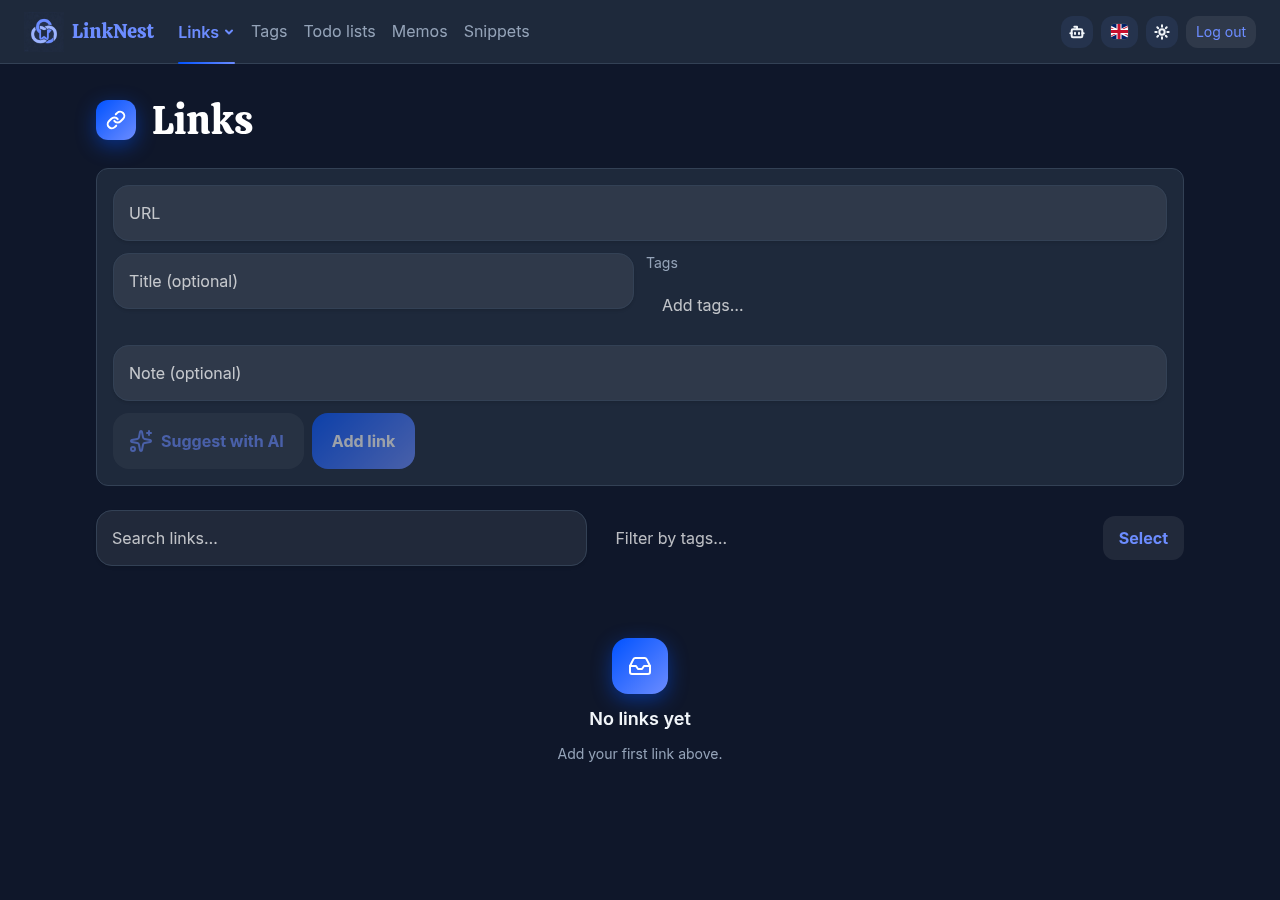 LinkNest
Links
Tags
Todo lists
Memos
Snippets
Log out
Links
URL
Title (optional)
Tags
Add tags...
Note (optional)
Suggest with AI
Add link
Search links...
Filter by tags...
Select
No links yet
Add your first link above.